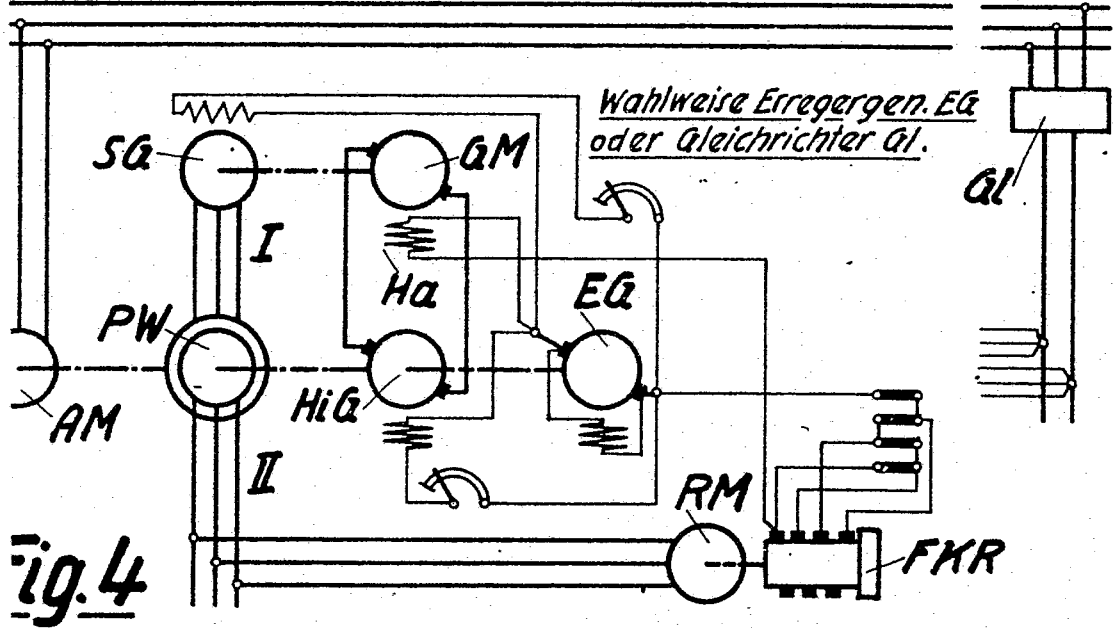 Wahlweise Erregergen. EG
oder Gleichrichter Gl.
SG
GM
Gl
I
Ha
EG
PW
HiG
AM
II
RM
FKR
Fig. 4